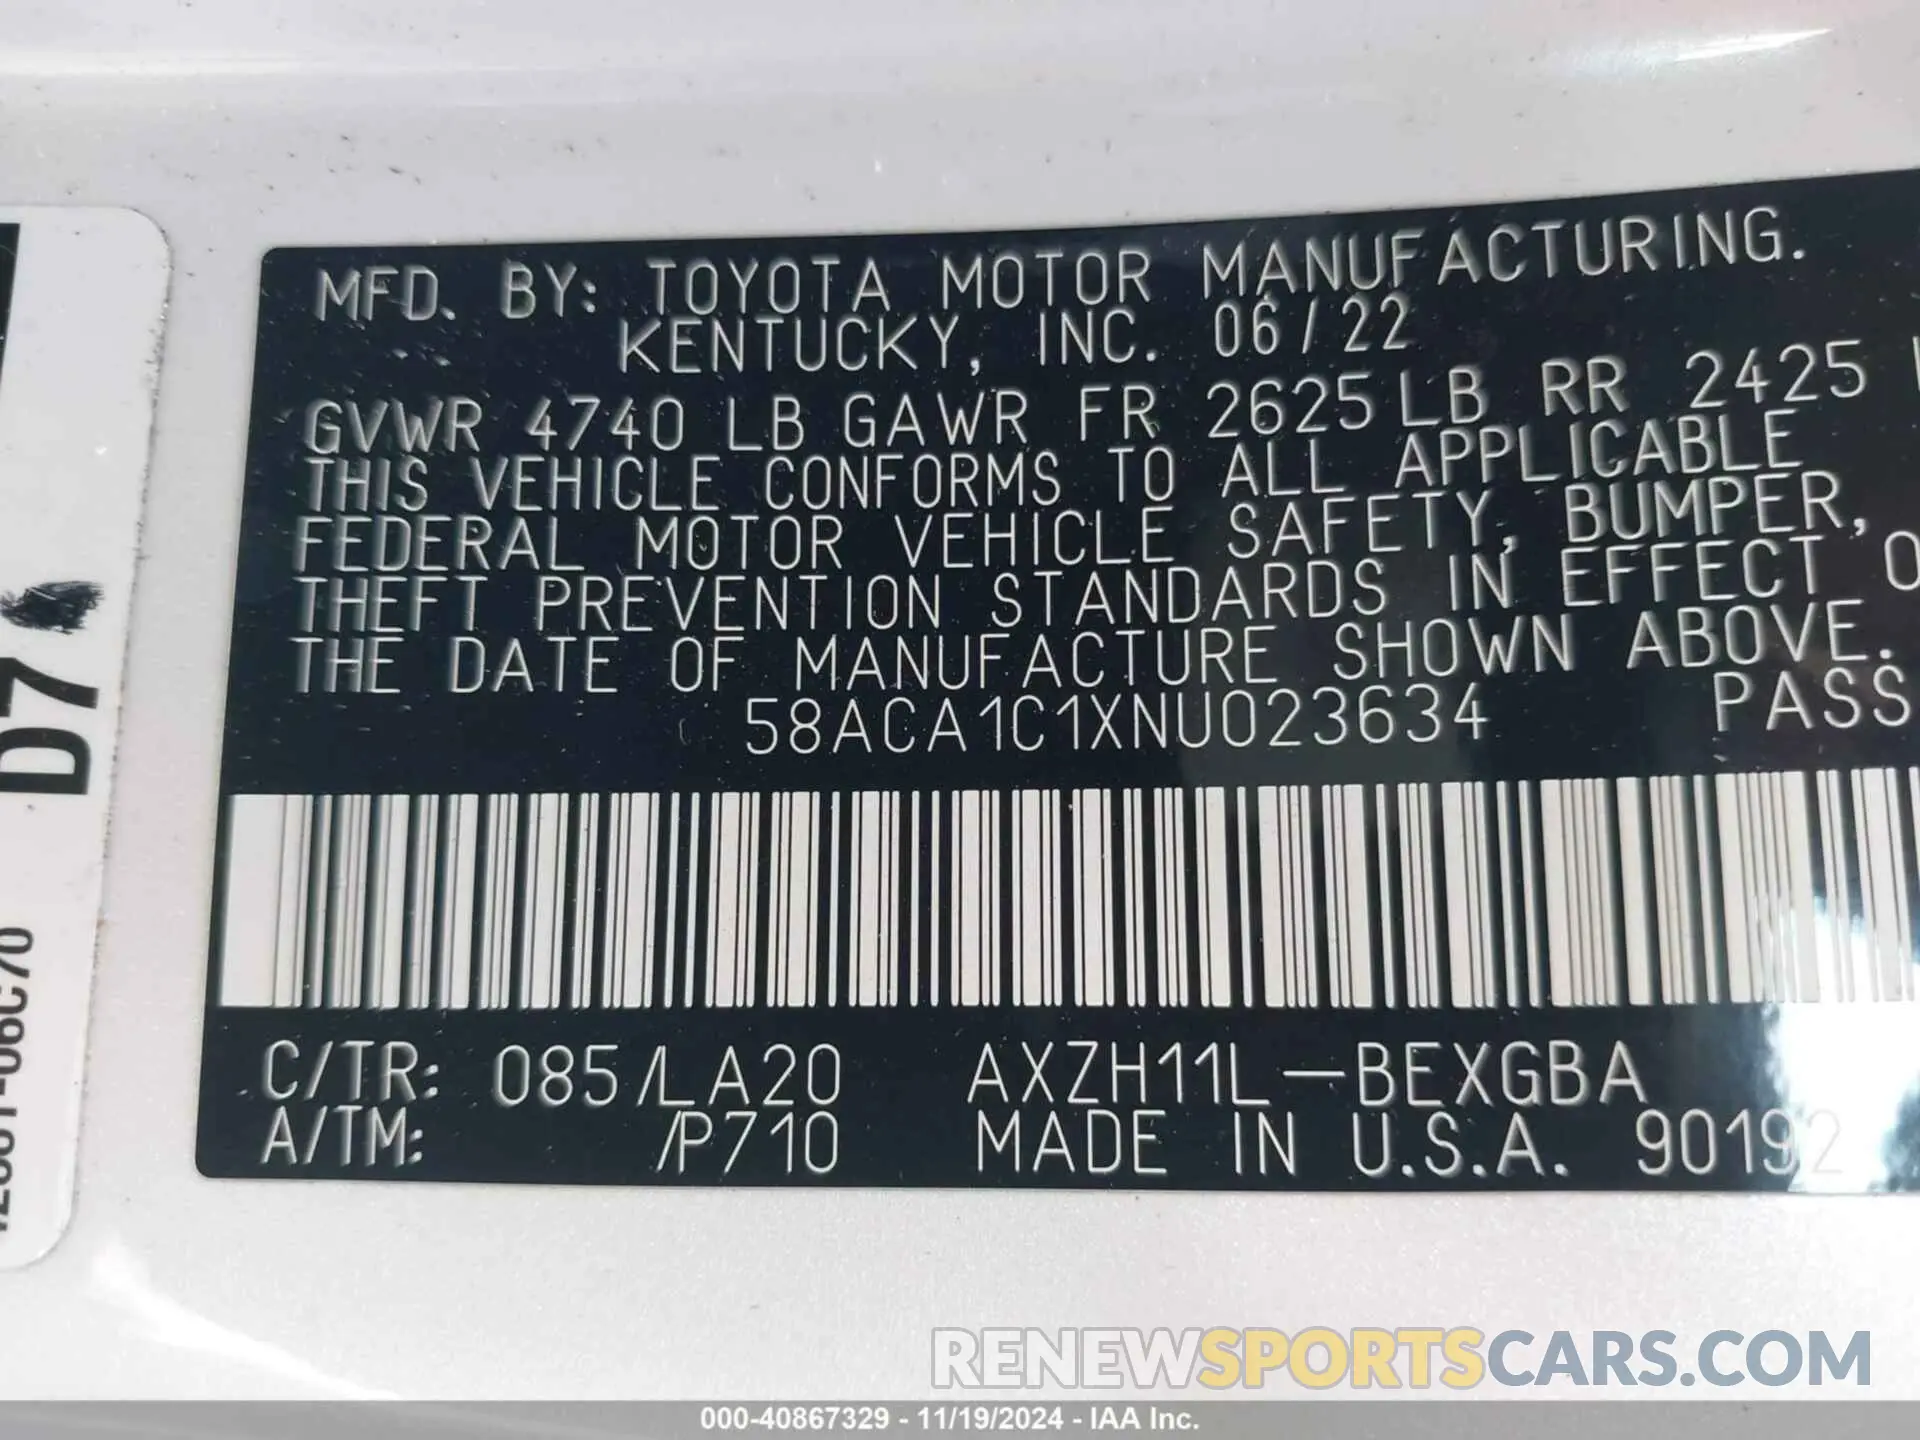 MFD. BY: TOYOTA MOTOR MANUFACTURING.
KENTUCKY, INC. 06/22
GVWR 4740 LB GAWR FR 2625LB RR 2425
THIS VEHICLE CONFORMS TO ALL APPLICABLE
FEDERAL MOTOR VEHICLE SAFETY, BUMPER,
THEFT PREVENTION STANDARDS IN EFFECT O
THE DATE OF MANUFACTURE SHOWN ABOVE.
58ACA1C1XNU023634 PASS
C/TR: 085/LA20 AXZH11L-BEXGBA
A/TM: /P710 MADE IN U.S.A. 90192
D7
RENEWSPORTSCARS.COM
000-40867329 - 11/19/2024 - IAA Inc.